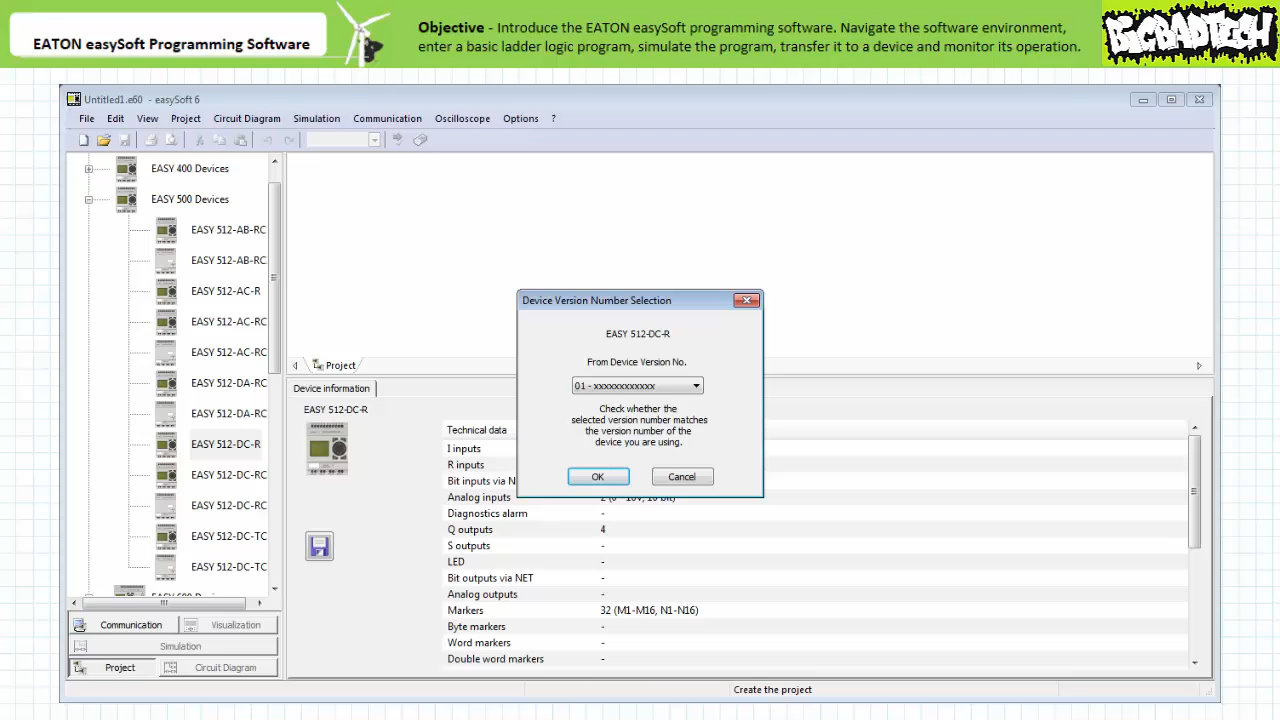 EATON easySoft Programming Software
Objective - Introduce the EATON easySoft programming software. Navigate the software environment,
enter a basic ladder logic program, simulate the program, transfer it to a device and monitor its operation.
BIGBADTECH
Untitled1.e60 - easySoft 6
File Edit View Project Circuit Diagram Simulation Communication Oscilloscope Options ?
EASY 400 Devices
EASY 500 Devices
EASY 512-AB-RC
EASY 512-AB-RC
EASY 512-AC-R
EASY 512-AC-RC
EASY 512-AC-RC
EASY 512-DA-RC
EASY 512-DA-RC
EASY 512-DC-R
EASY 512-DC-RC
EASY 512-DC-RC
EASY 512-DC-TC
EASY 512-DC-TC
Communication Visualization
Simulation
Project Circuit Diagram
Project
Device information
EASY 512-DC-R
Technical data
I inputs
R inputs
Bit inputs via N
Analog inputs 2 (0 - 10V, 10 bit)
Diagnostics alarm -
Q outputs 4
S outputs -
LED -
Bit outputs via NET -
Analog outputs -
Markers 32 (M1-M16, N1-N16)
Byte markers -
Word markers -
Double word markers -
Device Version Number Selection
EASY 512-DC-R
From Device Version No.
01 - xxxxxxxxxxxx
Check whether the
selected version number matches
the version number of the
device you are using.
OK Cancel
Create the project